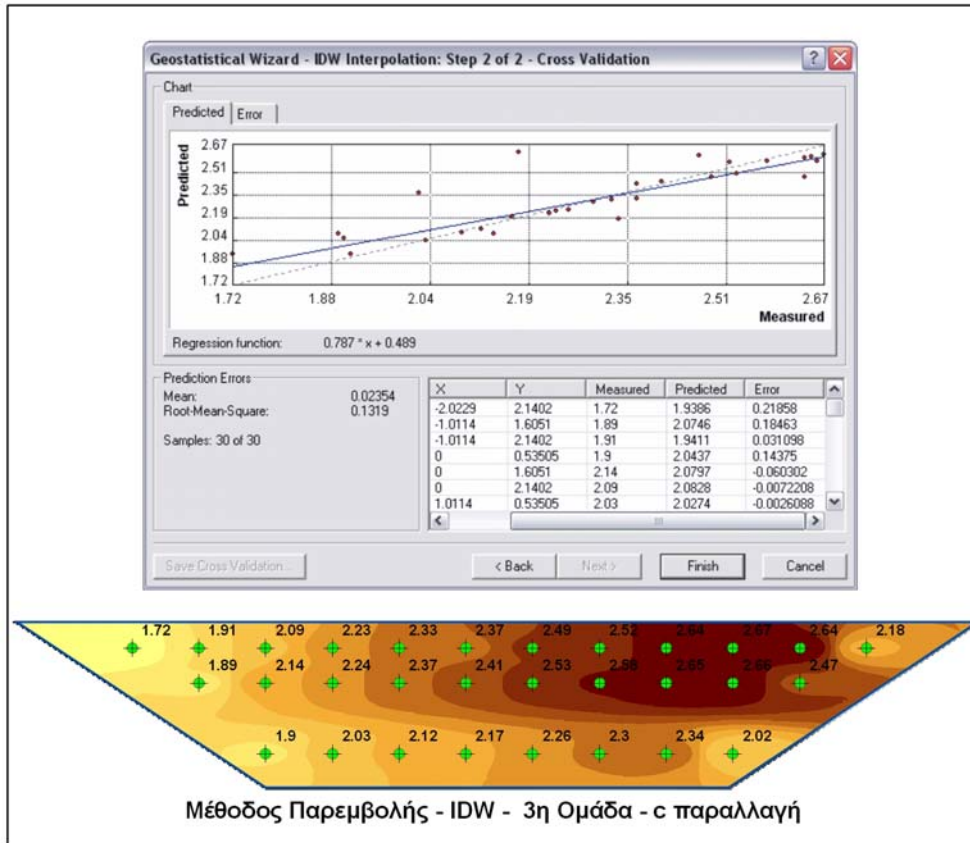 Geostatistical Wizard - IDW Interpolation: Step 2 of 2 - Cross Validation
Chart
Predicted Error
Predicted
2.67
2.51
2.35
2.19
2.04
1.88
1.72
1.72 1.88 2.04 2.19 2.35 2.51 2.67
Measured
Regression function: 0.787 * x + 0.489
Prediction Errors
Mean: 0.02354
Root-Mean-Square: 0.1319
Samples: 30 of 30
X Y Measured Predicted Error
-2.0229 2.1402 1.72 1.9386 0.21858
-1.0114 1.6051 1.89 2.0746 0.18463
-1.0114 2.1402 1.91 1.9411 0.031098
0 0.53505 1.9 2.0437 0.14375
0 1.6051 2.14 2.0797 -0.060302
0 2.1402 2.09 2.0828 -0.0072208
1.0114 0.53505 2.03 2.0274 -0.0026088
Save Cross Validation... < Back Next > Finish Cancel
1.72 1.91 2.09 2.23 2.33 2.37 2.49 2.52 2.64 2.67 2.64 2.18
1.89 2.14 2.24 2.37 2.41 2.53 2.58 2.65 2.66 2.47
1.9 2.03 2.12 2.17 2.26 2.3 2.34 2.02
Μέθοδος Παρεμβολής - IDW - 3η Ομάδα - c παραλλαγή